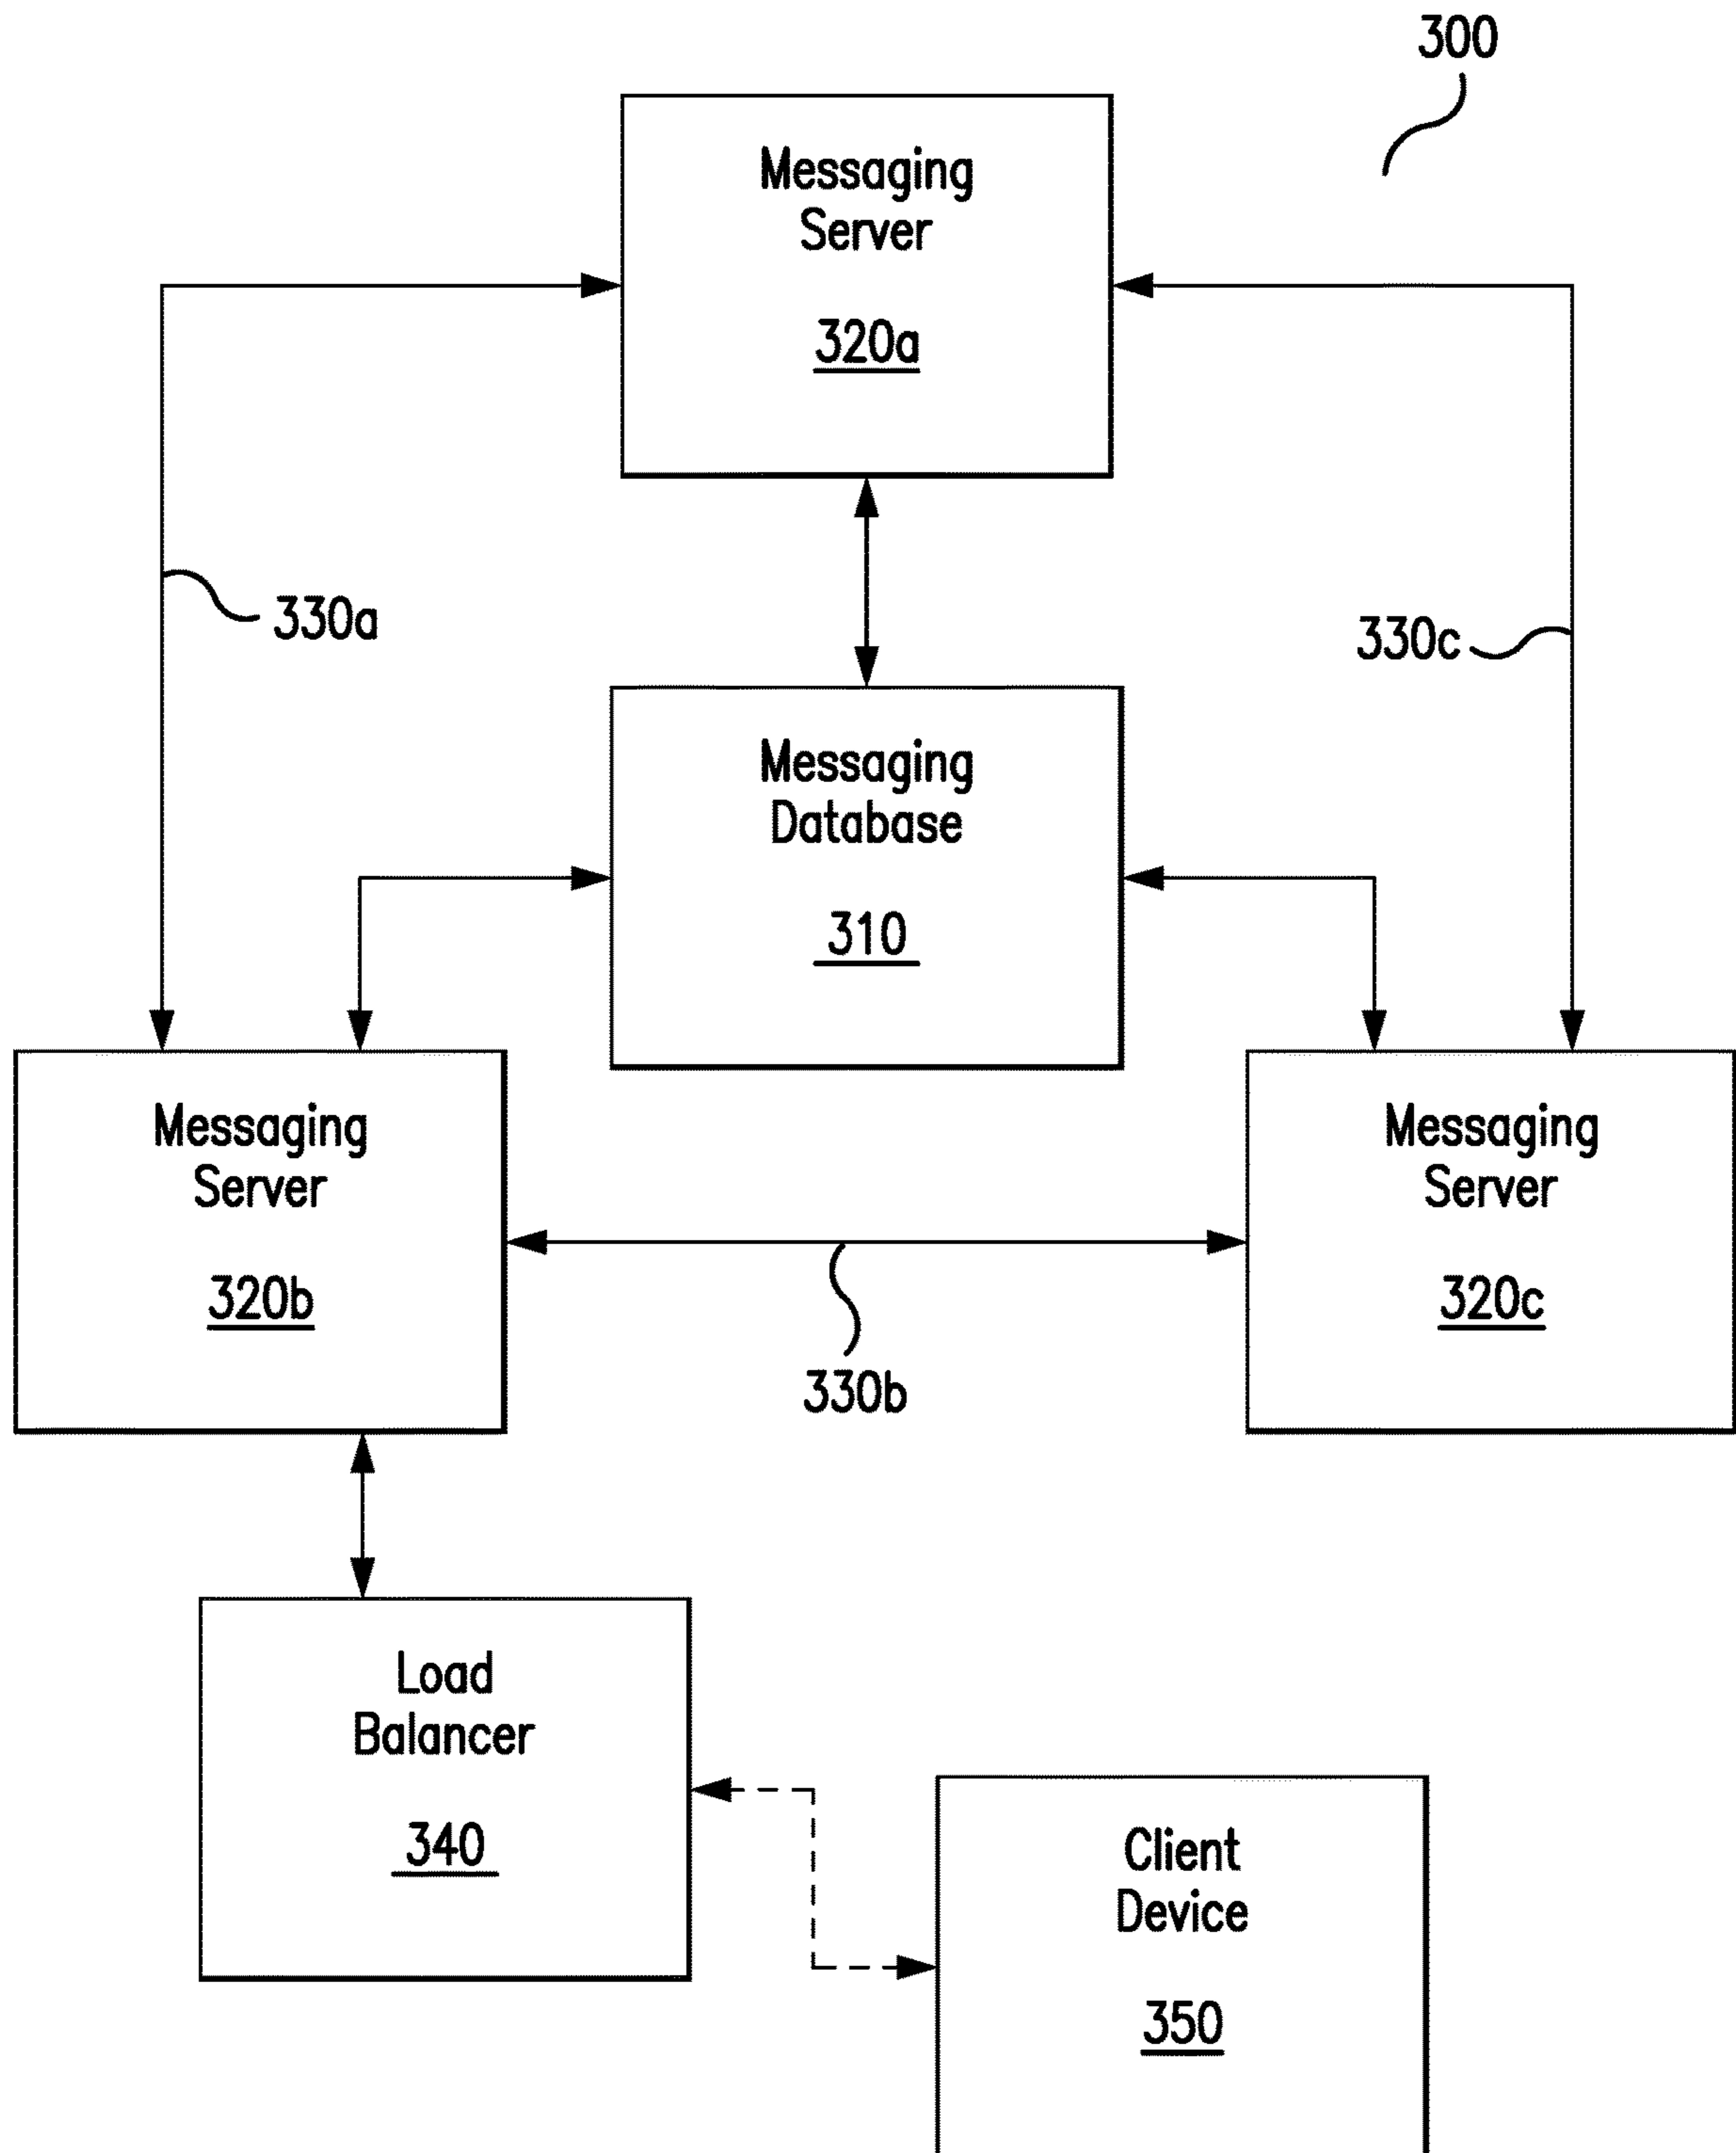 300
Messaging
Server
320a
330a
330c
Messaging
Database
310
Messaging
Server
320b
Messaging
Server
320c
330b
Load
Balancer
340
Client
Device
350